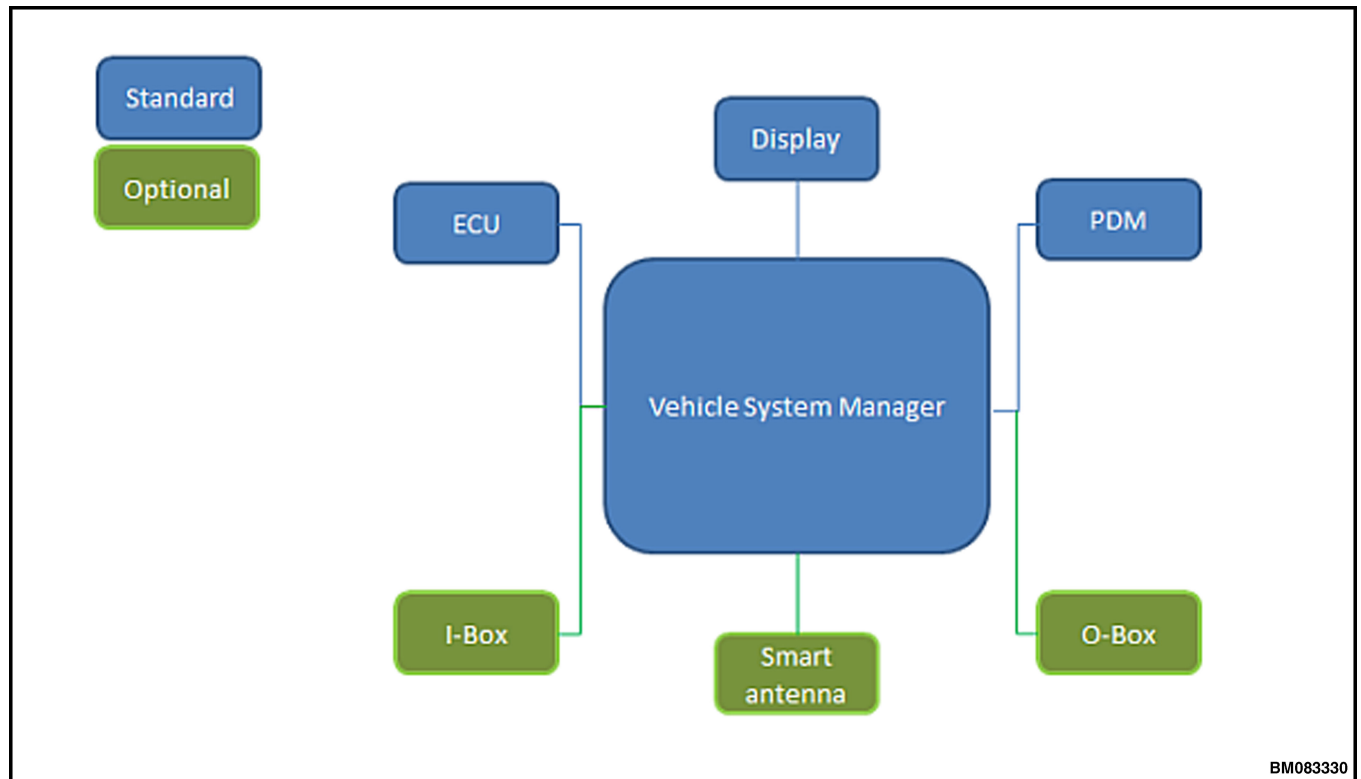 Standard
Optional
Display
ECU
PDM
Vehicle System Manager
I-Box
Smart
antenna
O-Box
BM083330